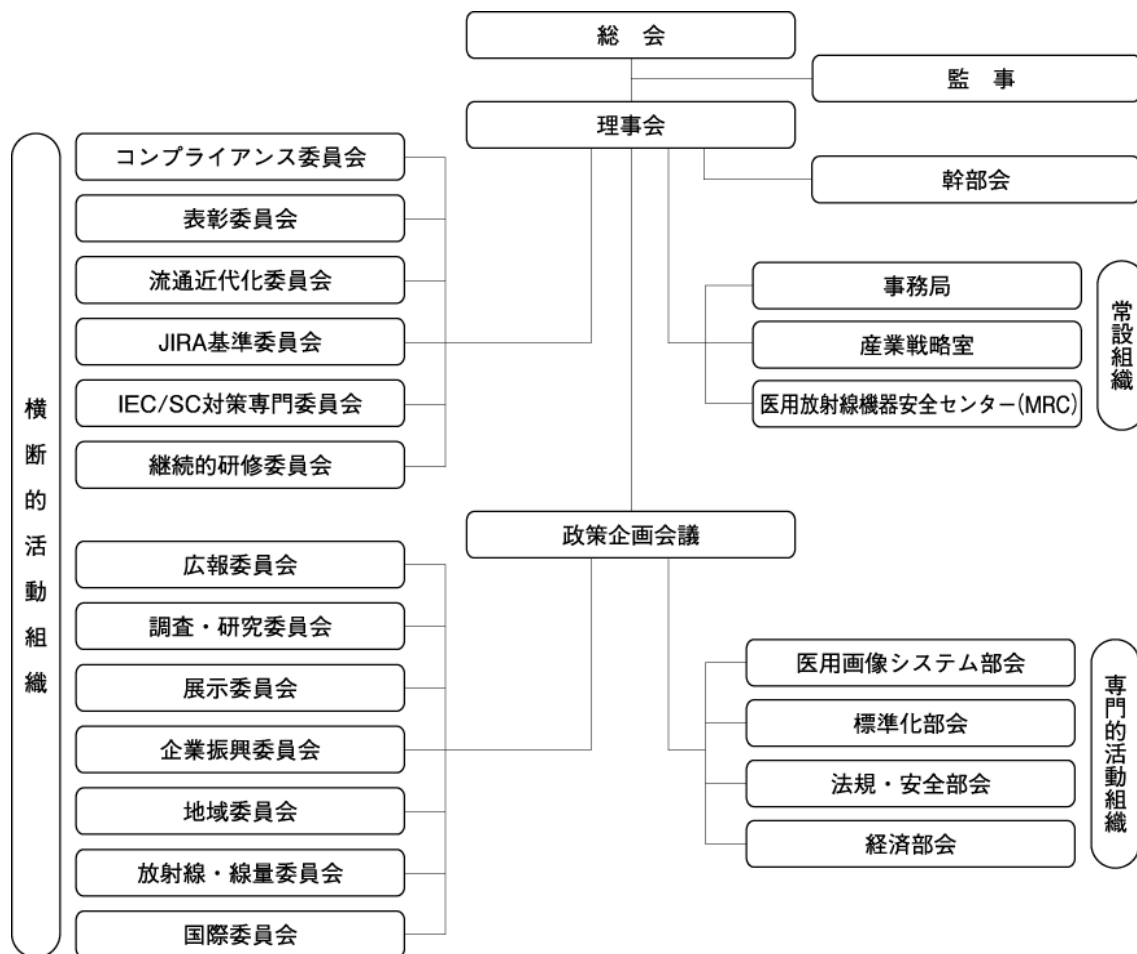 総　会
監　事
理事会
幹部会
横断的活動組織
コンプライアンス委員会
表彰委員会
流通近代化委員会
JIRA基準委員会
IEC/SC対策専門委員会
継続的研修委員会
事務局
産業戦略室
医用放射線機器安全センター(MRC)
常設組織
政策企画会議
広報委員会
調査・研究委員会
展示委員会
企業振興委員会
地域委員会
放射線・線量委員会
国際委員会
医用画像システム部会
標準化部会
法規・安全部会
経済部会
専門的活動組織